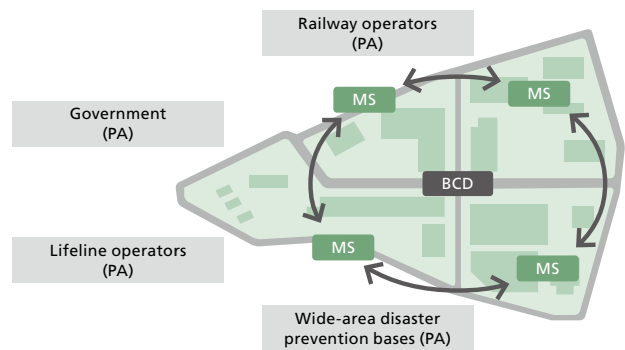 Railway operators
(PA)
MS
MS
Government
(PA)
BCD
Lifeline operators
(PA)
MS
MS
Wide-area disaster
prevention bases (PA)